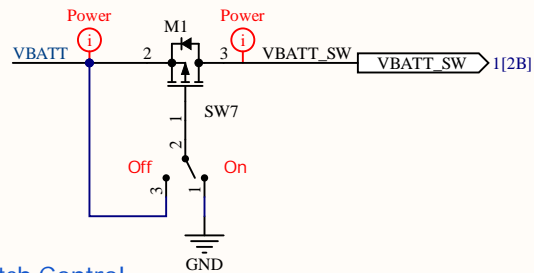 Power
Power
M1
VBATT
2
3
VBATT_SW
VBATT_SW
1[2B]
1
SW7
2
Off
On
3
1
GND